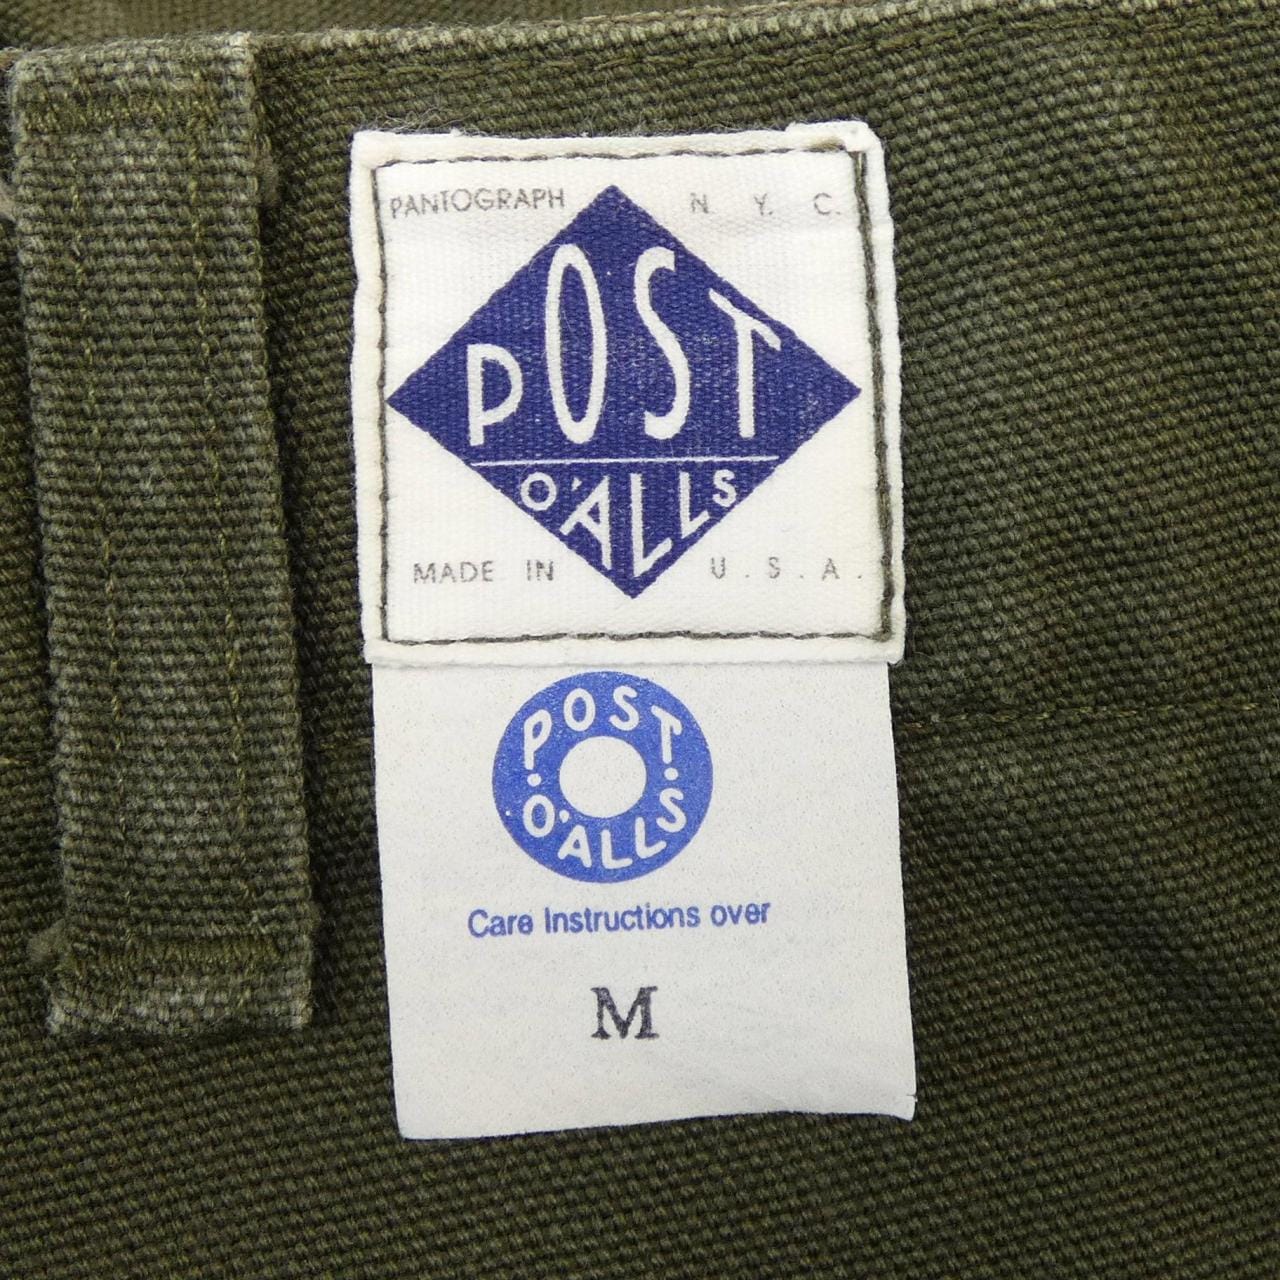 PANTOGRAPH N. Y. C.
POST
O'ALLS
MADE IN U.S.A.
POST
O'ALLS
Care Instructions over
M